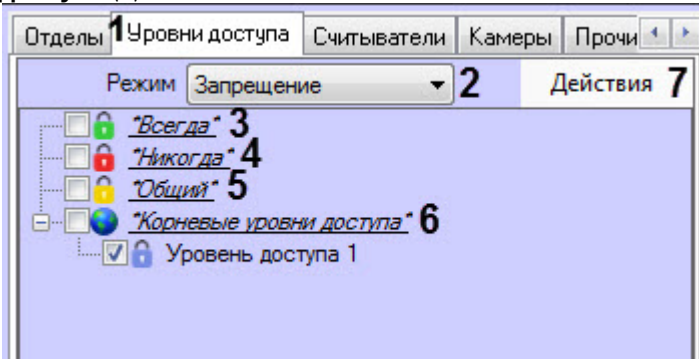 Отделы 1 Уровни доступа Считыватели Камеры Прочи
Режим Запрещение 2 Действия 7
"Всегда" 3
"Никогда" 4
"Общий" 5
"Корневые уровни доступа" 6
Уровень доступа 1